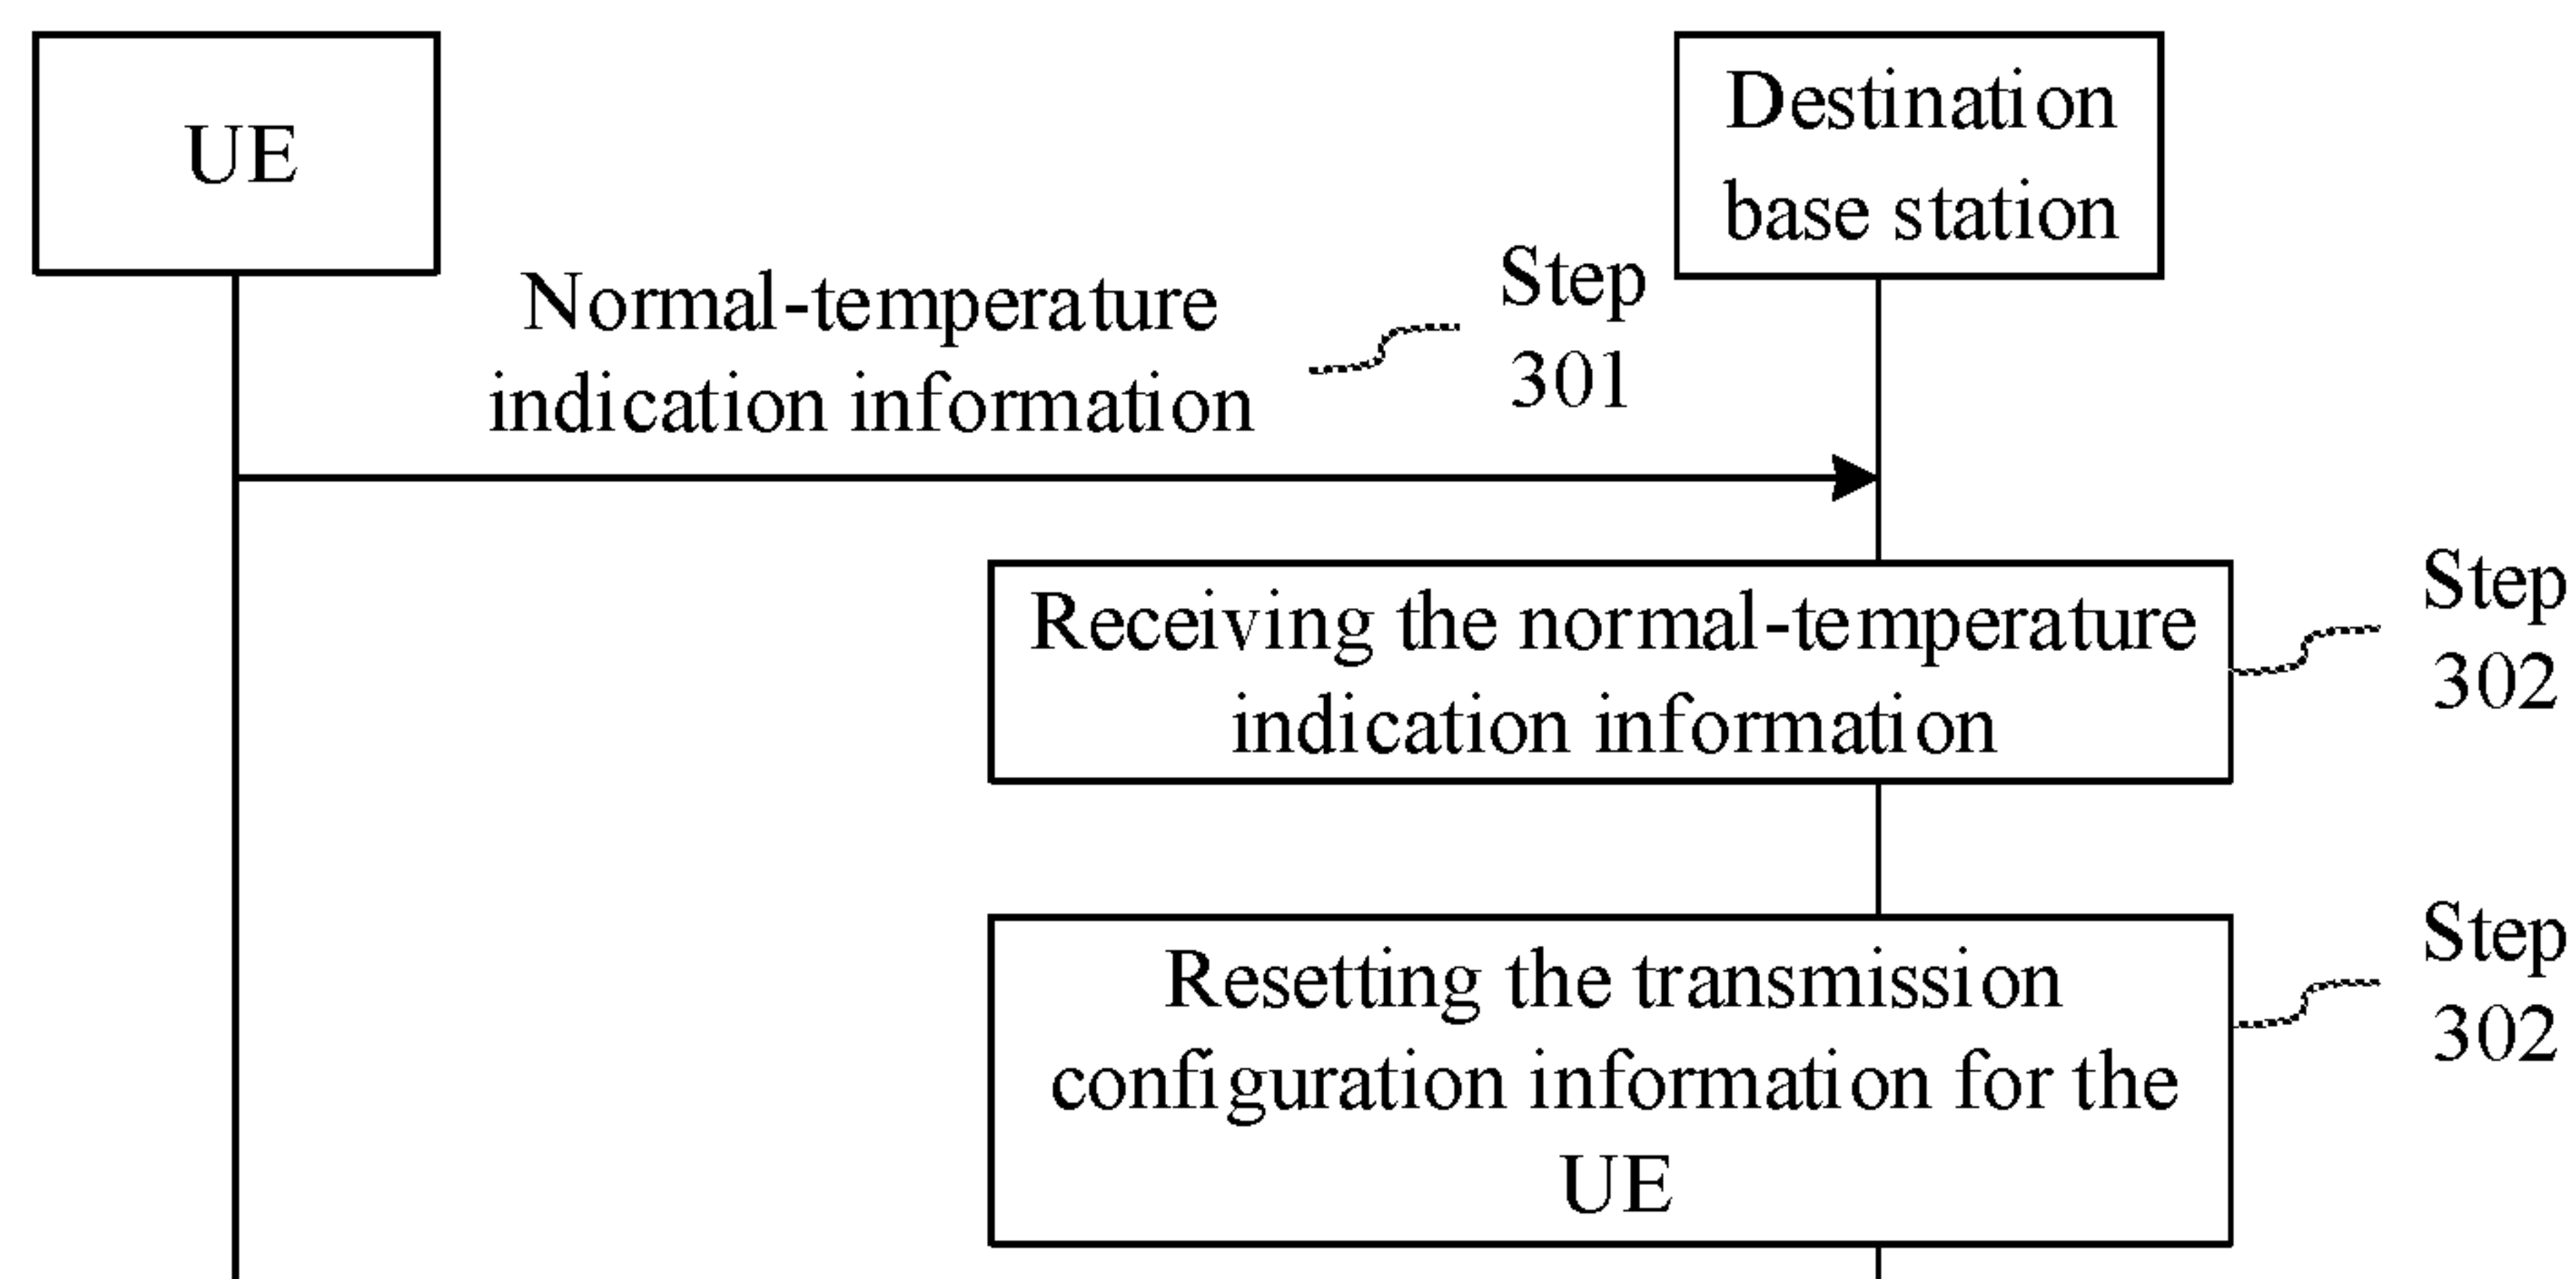 UE
Destination
base station
Normal-temperature
indication information
Step
301
Receiving the normal-temperature
indication information
Step
302
Resetting the transmission
configuration information for the
UE
Step
302